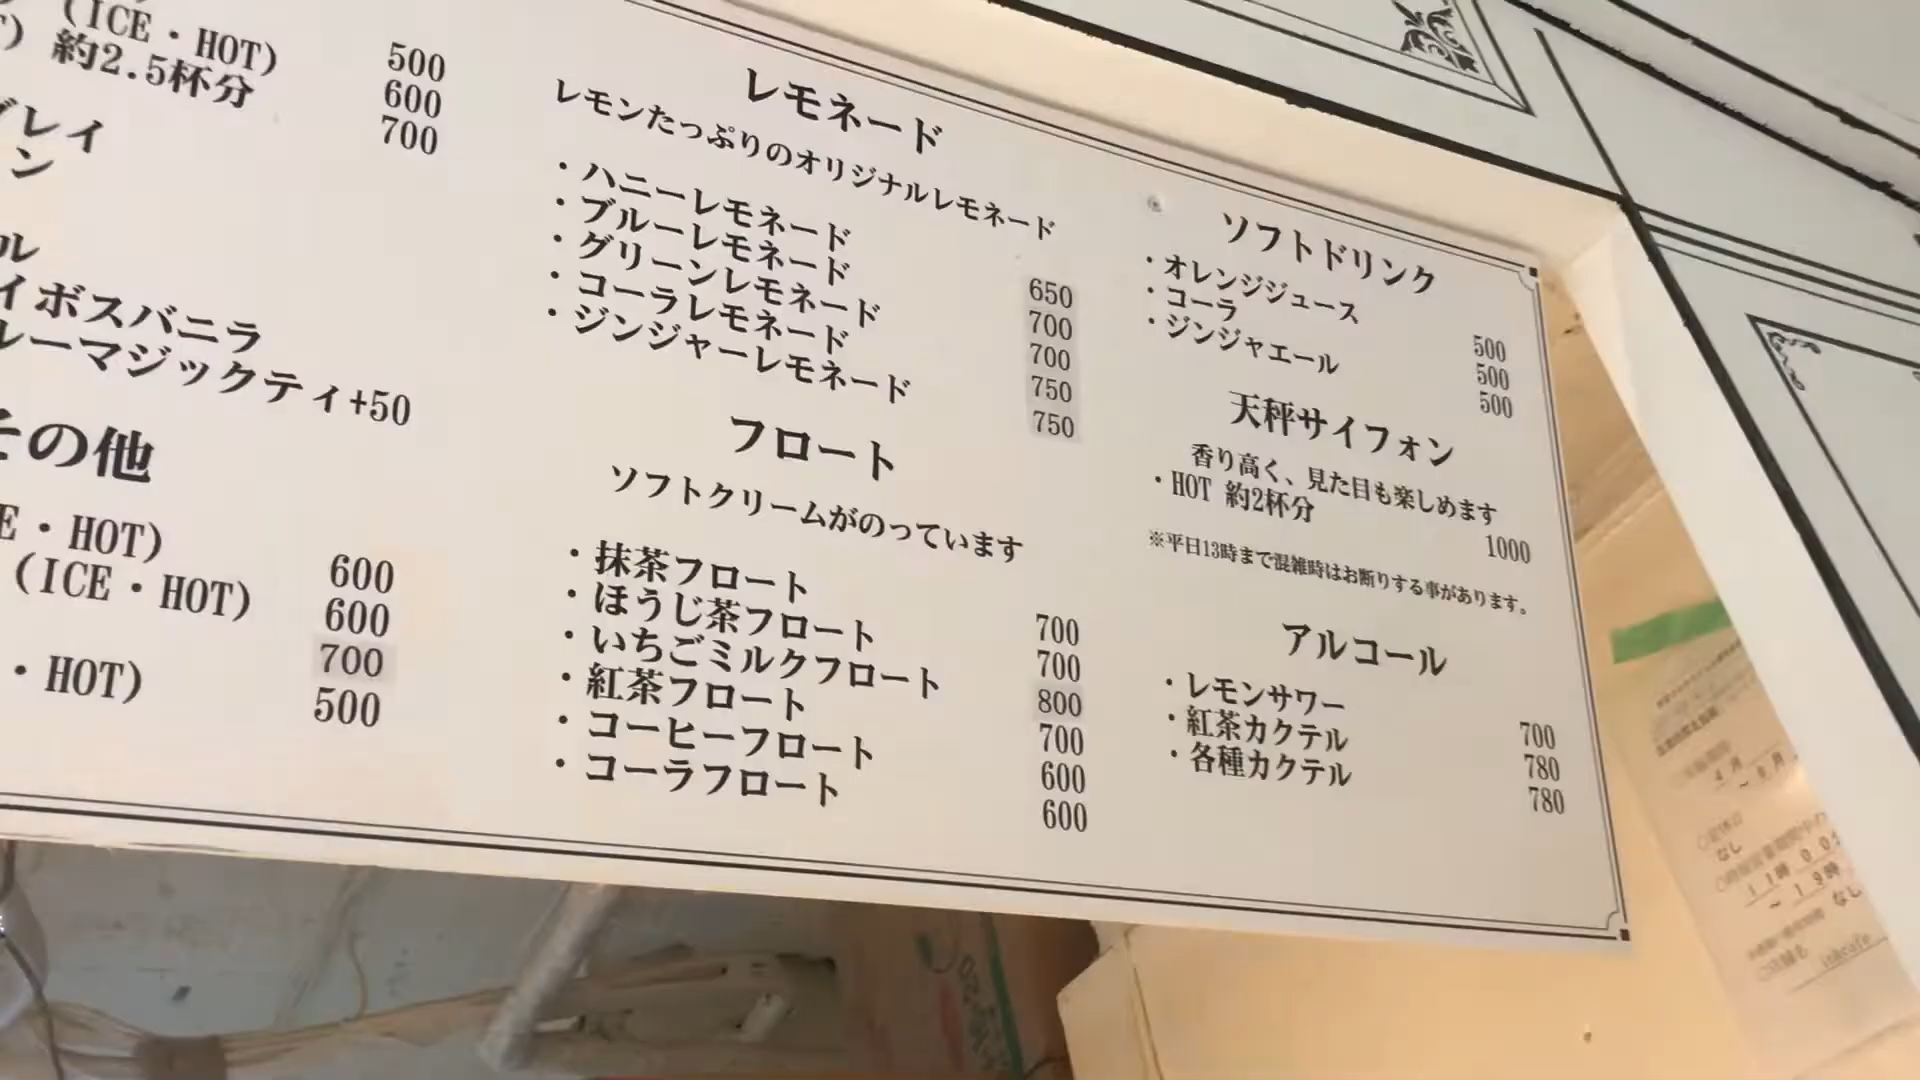 (ICE・HOT) 500
約2.5杯分 600
700
グレイ
ン
ル
イボスバニラ
ルーマジックティ+50
その他
E・HOT) 600
(ICE・HOT) 600
700
・HOT) 500
レモネード
レモンたっぷりのオリジナルレモネード
・ハニーレモネード 650
・ブルーレモネード 700
・グリーンレモネード 700
・コーラレモネード 750
・ジンジャーレモネード 750
フロート
ソフトクリームがのっています
・抹茶フロート 700
・ほうじ茶フロート 700
・いちごミルクフロート 800
・紅茶フロート 700
・コーヒーフロート 600
・コーラフロート 600
ソフトドリンク
・オレンジジュース 500
・コーラ 500
・ジンジャエール 500
天秤サイフォン
香り高く、見た目も楽しめます
・HOT 約2杯分 1000
※平日13時まで混雑時はお断りする事があります。
アルコール
・レモンサワー 700
・紅茶カクテル 780
・各種カクテル 780
なし
11時00
～19時
なし